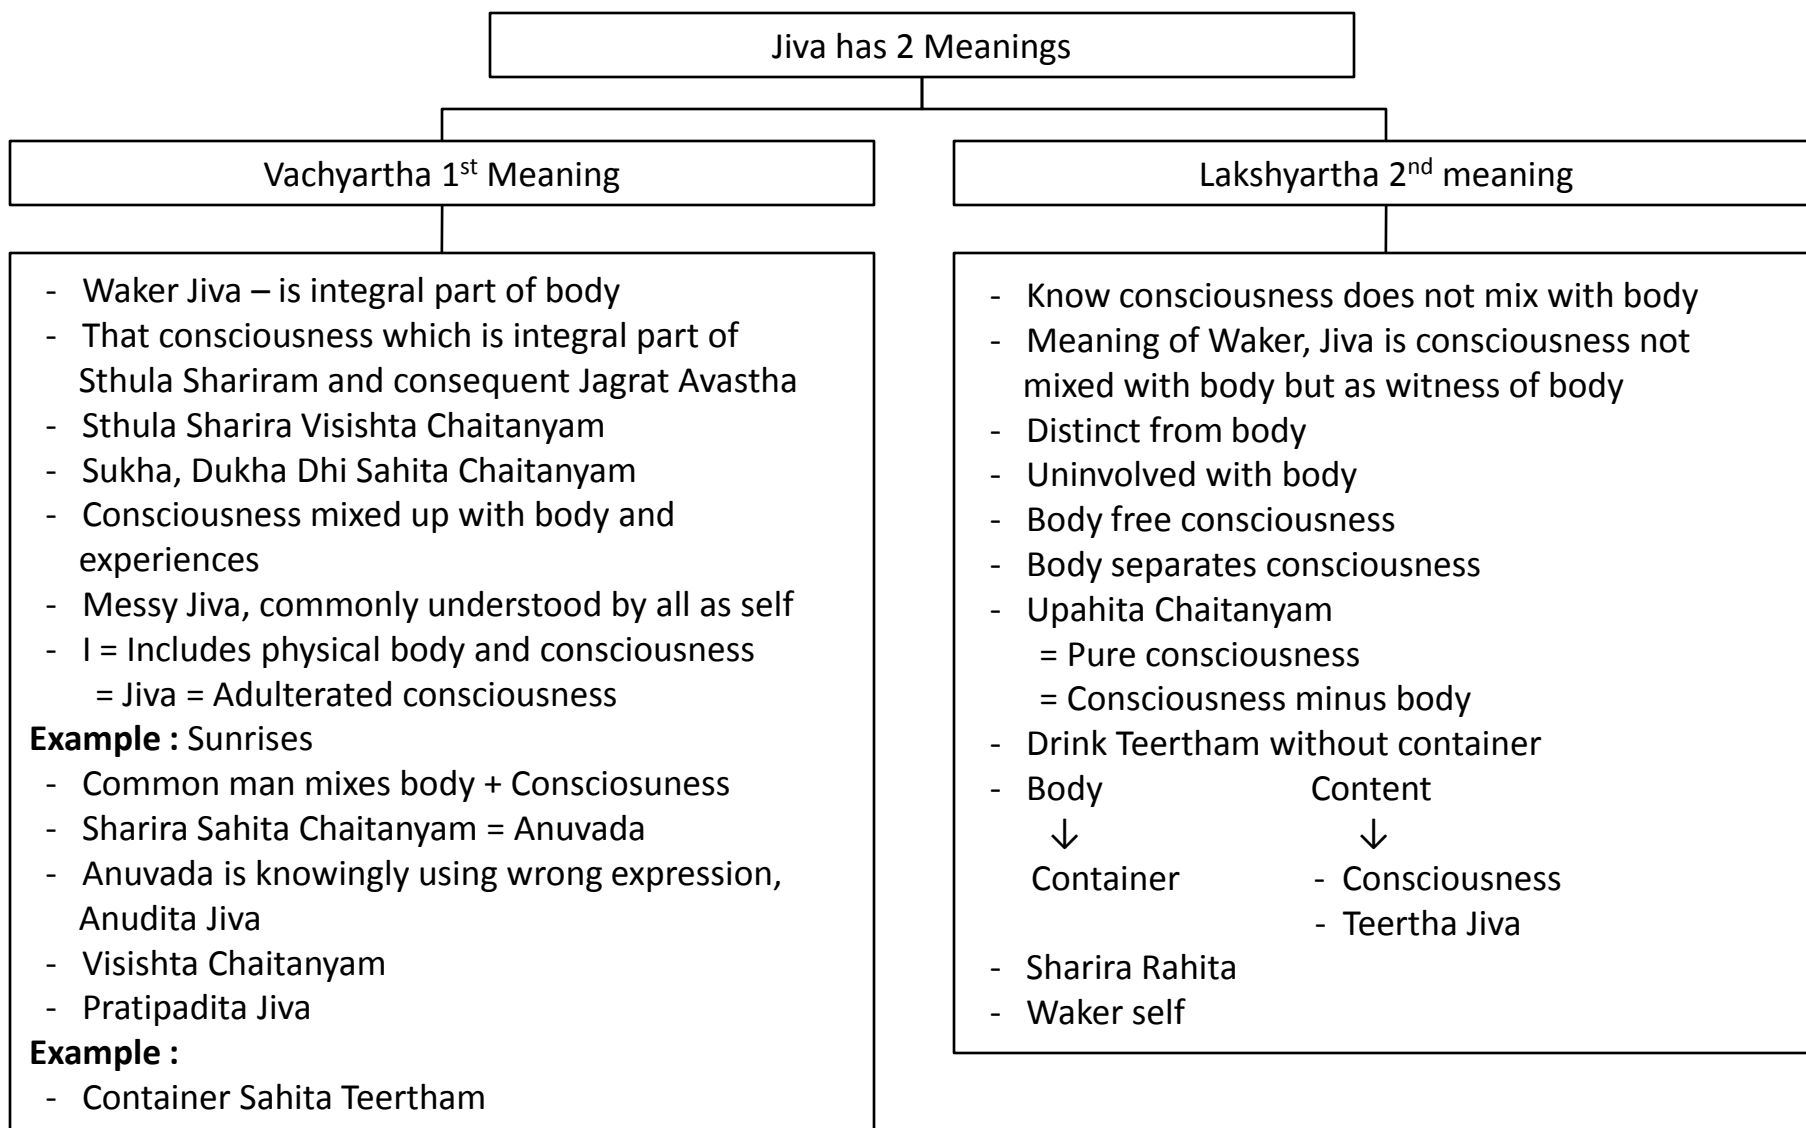 Jiva has 2 Meanings
Vachyartha 1st Meaning
- Waker Jiva – is integral part of body
- That consciousness which is integral part of
Sthula Shariram and consequent Jagrat Avastha
- Sthula Sharira Visishta Chaitanyam
- Sukha, Dukha Dhi Sahita Chaitanyam
- Consciousness mixed up with body and
experiences
- Messy Jiva, commonly understood by all as self
- I = Includes physical body and consciousness
= Jiva = Adulterated consciousness
Example : Sunrises
- Common man mixes body + Consciosuness
- Sharira Sahita Chaitanyam = Anuvada
- Anuvada is knowingly using wrong expression,
Anudita Jiva
- Visishta Chaitanyam
- Pratipadita Jiva
Example :
- Container Sahita Teertham
Lakshyartha 2nd meaning
- Know consciousness does not mix with body
- Meaning of Waker, Jiva is consciousness not
mixed with body but as witness of body
- Distinct from body
- Uninvolved with body
- Body free consciousness
- Body separates consciousness
- Upahita Chaitanyam
= Pure consciousness
= Consciousness minus body
- Drink Teertham without container
- Body Content
↓ ↓
Container - Consciousness
- Teertha Jiva
- Sharira Rahita
- Waker self